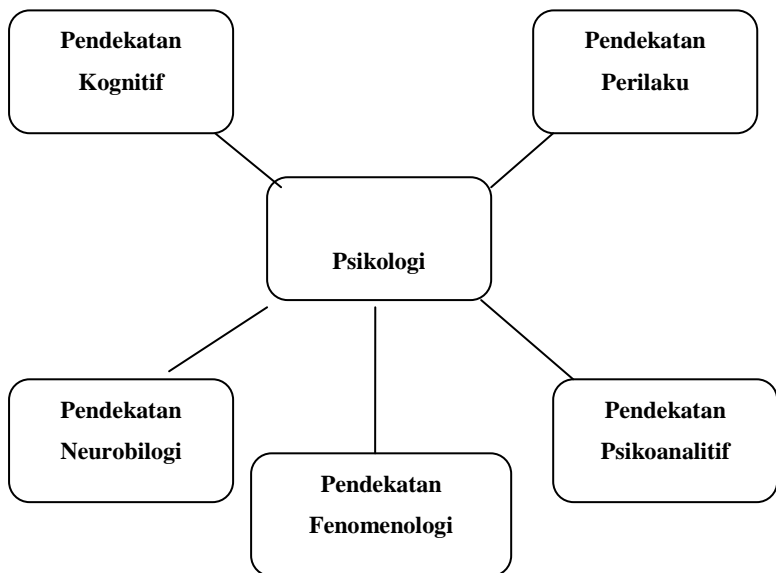 Pendekatan
Kognitif
Pendekatan
Perilaku
Psikologi
Pendekatan
Neurobilogi
Pendekatan
Fenomenologi
Pendekatan
Psikoanalitif